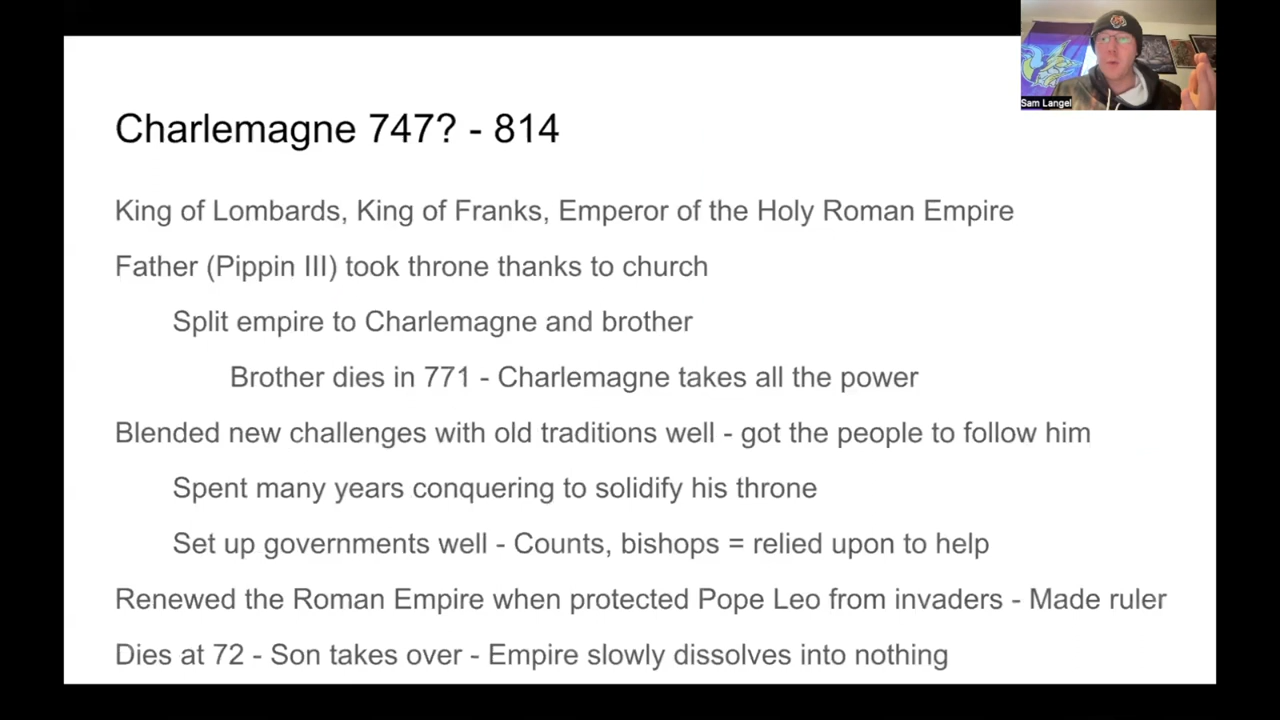 Charlemagne 747? - 814
King of Lombards, King of Franks, Emperor of the Holy Roman Empire
Father (Pippin III) took throne thanks to church
Split empire to Charlemagne and brother
Brother dies in 771 - Charlemagne takes all the power
Blended new challenges with old traditions well - got the people to follow him
Spent many years conquering to solidify his throne
Set up governments well - Counts, bishops = relied upon to help
Renewed the Roman Empire when protected Pope Leo from invaders - Made ruler
Dies at 72 - Son takes over - Empire slowly dissolves into nothing
Sam Langel